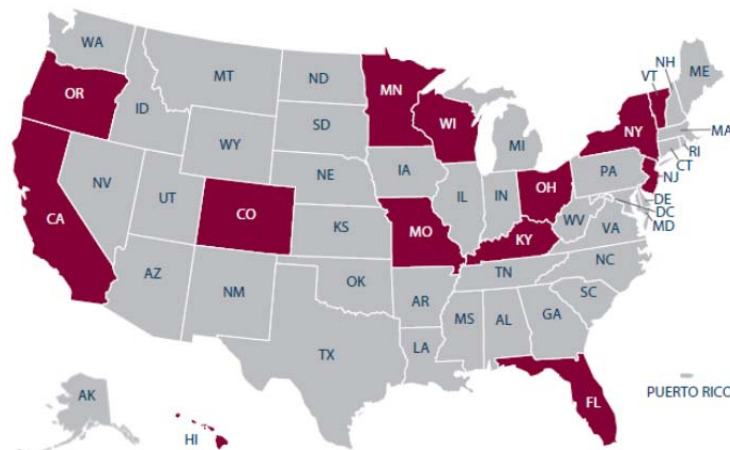 WA
OR
CA
NV
ID
MT
WY
UT
CO
AZ
NM
ND
SD
NE
KS
OK
TX
MN
IA
MO
AR
LA
WI
IL
MI
IN
OH
KY
TN
MS
AL
GA
FL
SC
NC
VA
WV
PA
NY
VT
NH
ME
MA
RI
CT
NJ
DE
DC
MD
AK
HI
PUERTO RICO